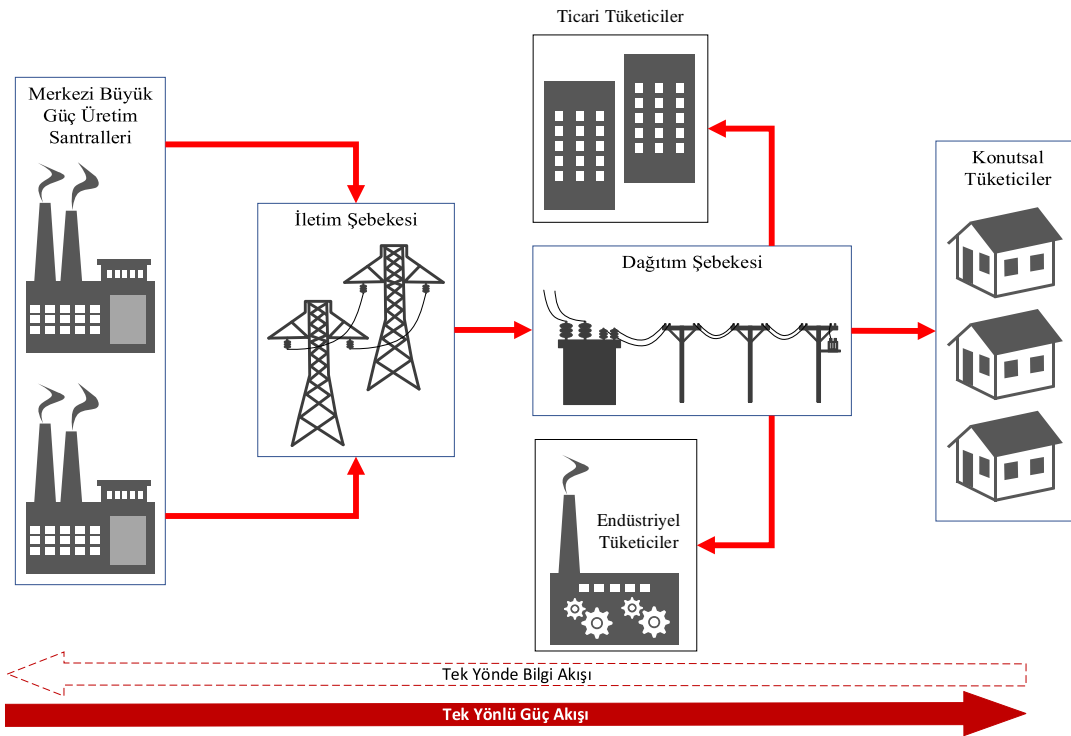 Ticari Tüketiciler
Merkezi Büyük
Güç Üretim
Santralleri
Konutsal
Tüketiciler
İletim Şebekesi
Dağıtım Şebekesi
Endüstriyel
Tüketiciler
Tek Yönde Bilgi Akışı
Tek Yönlü Güç Akışı